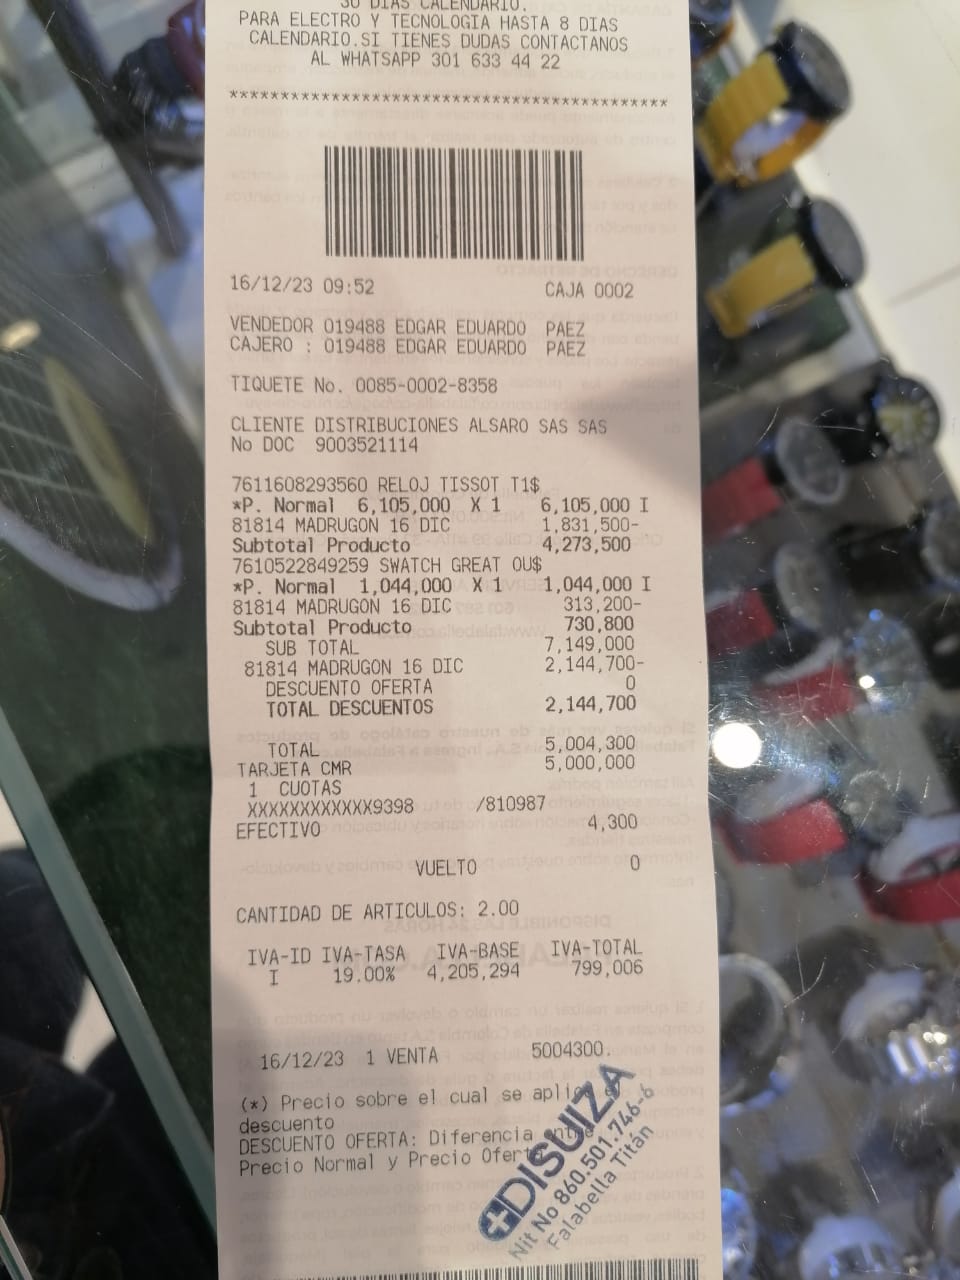 30 DIAS CALENDARIO.
PARA ELECTRO Y TECNOLOGIA HASTA 8 DIAS
CALENDARIO.SI TIENES DUDAS CONTACTANOS
AL WHATSAPP 301 633 44 22
******************************************
16/12/23 09:52 CAJA 0002
VENDEDOR 019488 EDGAR EDUARDO PAEZ
CAJERO : 019488 EDGAR EDUARDO PAEZ
TIQUETE No. 0085-0002-8358
CLIENTE DISTRIBUCIONES ALSARO SAS SAS
No DOC 9003521114
7611608293560 RELOJ TISSOT T1$
*P. Normal 6,105,000 X 1 6,105,000 I
81814 MADRUGON 16 DIC 1,831,500-
Subtotal Producto 4,273,500
7610522849259 SWATCH GREAT OU$
*P. Normal 1,044,000 X 1 1,044,000 I
81814 MADRUGON 16 DIC 313,200-
Subtotal Producto 730,800
SUB TOTAL 7,149,000
81814 MADRUGON 16 DIC 2,144,700-
DESCUENTO OFERTA 0
TOTAL DESCUENTOS 2,144,700
TOTAL 5,004,300
TARJETA CMR 5,000,000
1 CUOTAS
XXXXXXXXXXXX9398 /810987
EFECTIVO 4,300
VUELTO 0
CANTIDAD DE ARTICULOS: 2.00
IVA-ID IVA-TASA IVA-BASE IVA-TOTAL
I 19.00% 4,205,294 799,006
16/12/23 1 VENTA 5004300.
(*) Precio sobre el cual se aplica
descuento
DESCUENTO OFERTA: Diferencia entre
Precio Normal y Precio Oferta
DISUIZA
Nit No 860.501.746-6
Falabella Titán